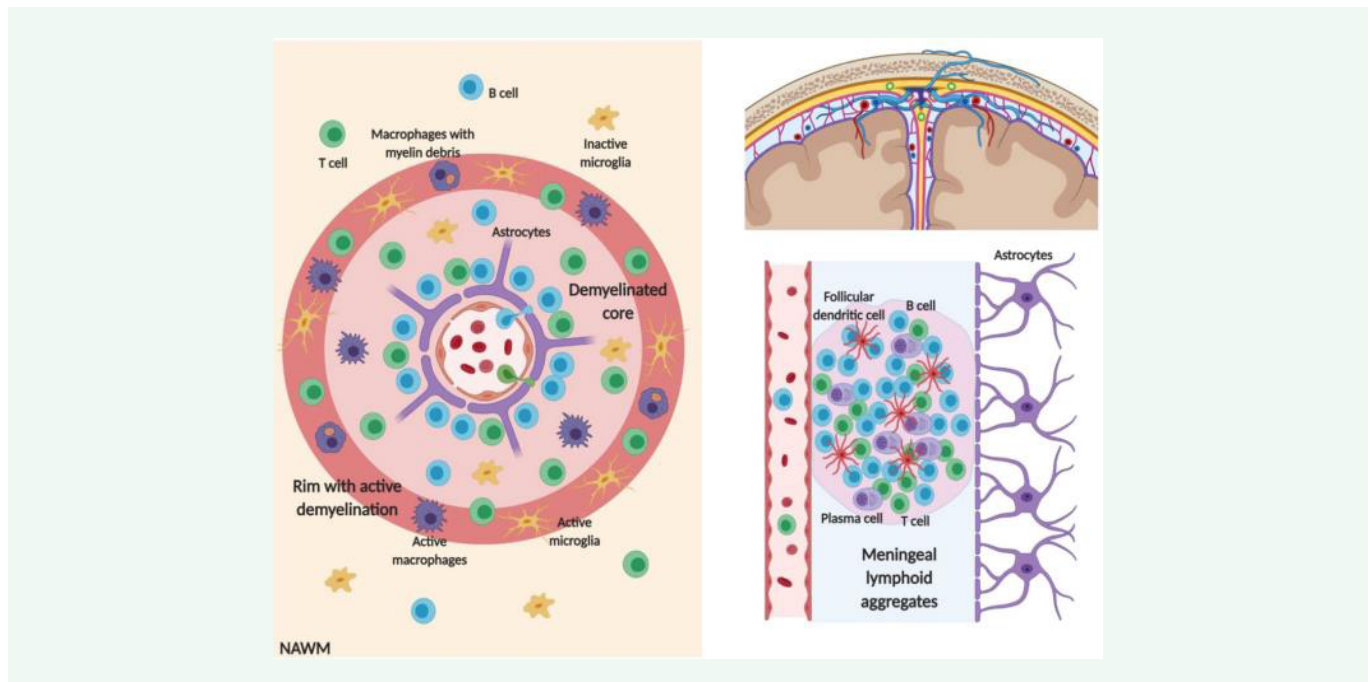 B cell
T cell
Macrophages with
myelin debris
Inactive
microglia
Astrocytes
Demyelinated
core
Rim with active
demyelination
Active
macrophages
Active
microglia
NAWM
Astrocytes
Follicular
dendritic cell
B cell
Plasma cell
T cell
Meningeal
lymphoid
aggregates